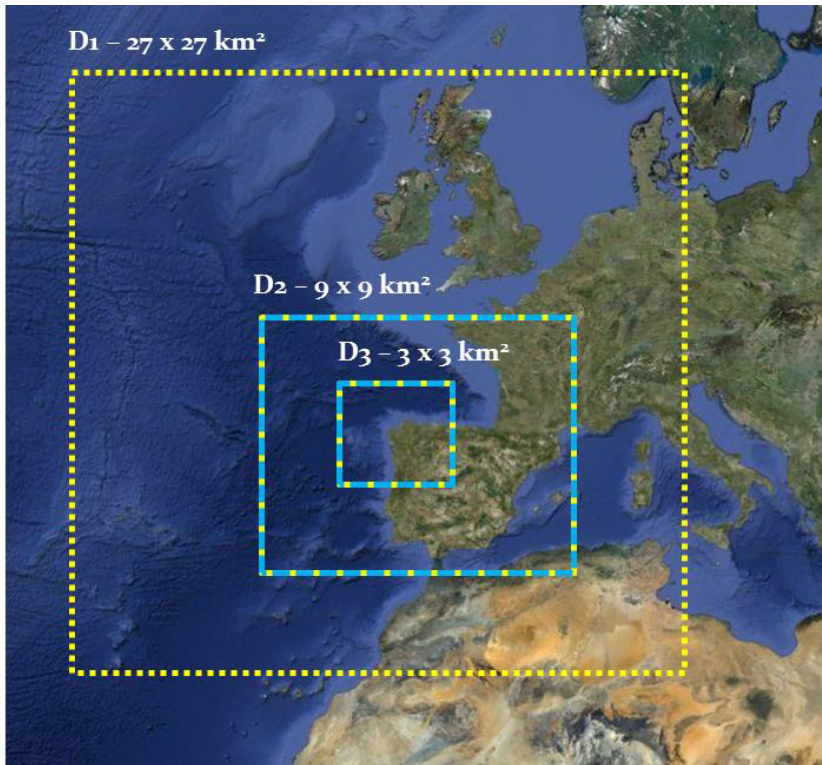 D1 – 27 x 27 km²
D2 – 9 x 9 km²
D3 – 3 x 3 km²